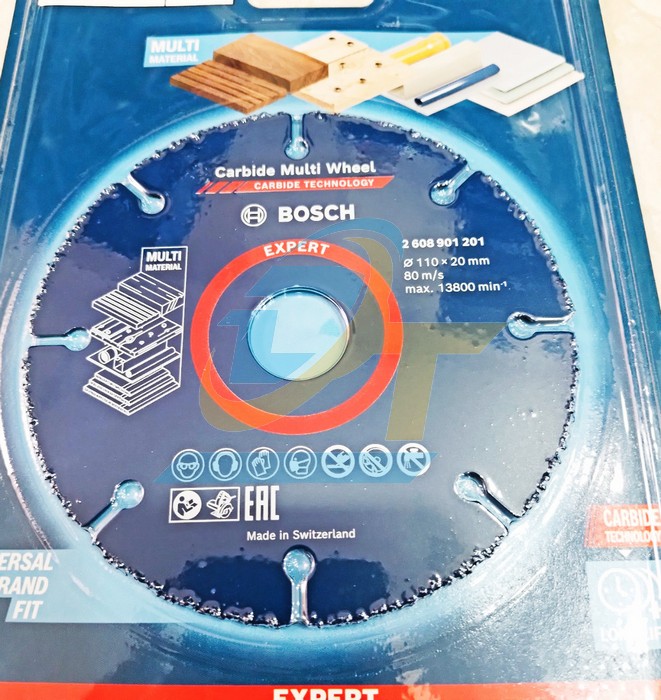 MULTI
MATERIAL
Carbide Multi Wheel
CARBIDE TECHNOLOGY
BOSCH
EXPERT
2 608 901 201
Ø 110 × 20 mm
80 m/s
max. 13800 min⁻¹
MULTI
MATERIAL
EAC
Made in Switzerland
ERSAL
RAND
FIT
CARBIDE
TECHNOLOGY
EXPERT